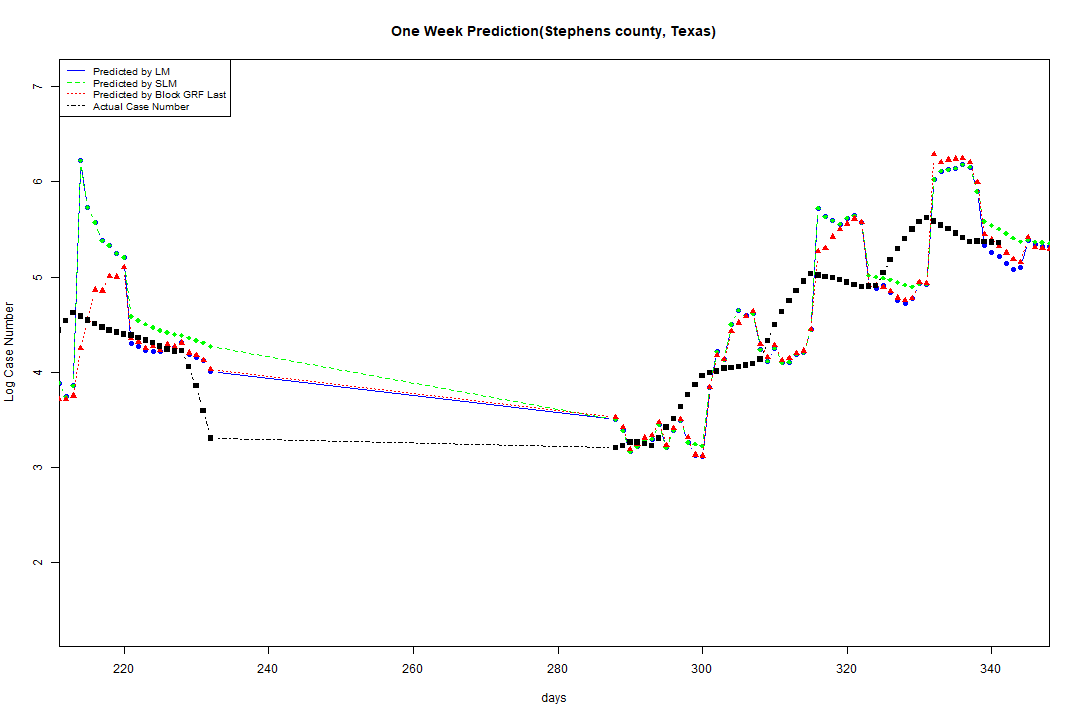 One Week Prediction(Stephens county, Texas)
Predicted by LM
Predicted by SLM
Predicted by Block GRF Last
Actual Case Number
7
6
5
4
3
2
Log Case Number
220 240 260 280 300 320 340
days